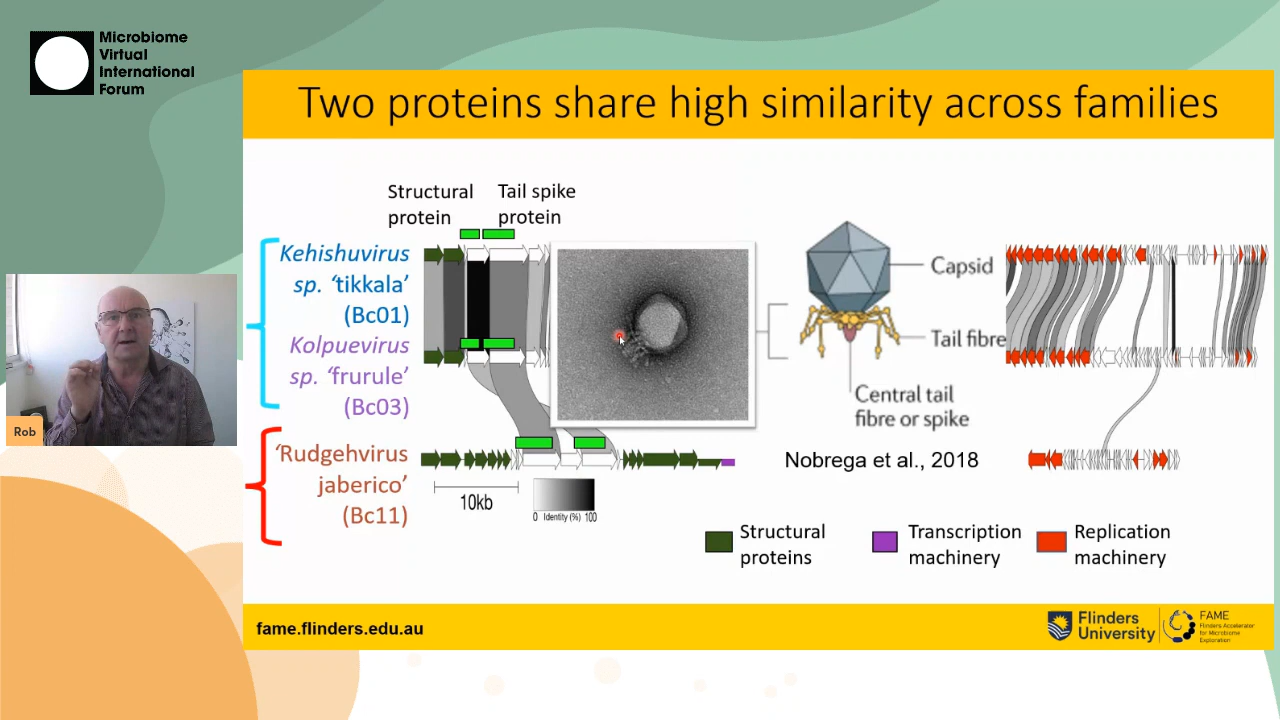 Microbiome
Virtual
International
Forum
Two proteins share high similarity across families
Structural
protein
Tail spike
protein
Kehishuvirus
sp. ‘tikkala’
(Bc01)
Kolpuevirus
sp. ‘frurule’
(Bc03)
‘Rudgehvirus
jaberico’
(Bc11)
10kb
0 Identity (%) 100
Capsid
Tail fibre
Central tail
fibre or spike
Nobrega et al., 2018
Structural
proteins
Transcription
machinery
Replication
machinery
Rob
fame.flinders.edu.au
Flinders
University
FAME
Flinders Accelerator
for Microbiome
Exploration